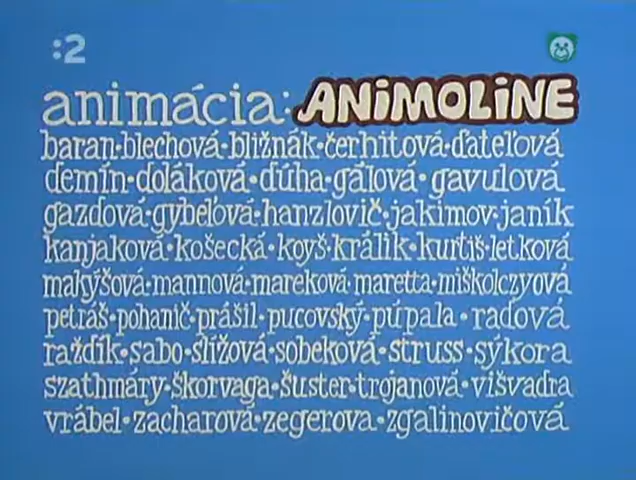 :2
animácia: ANiMOLiNE
baran·blechová·bližnák·čerhitová·ďateľová
demín·doláková·dúha·gálová·gavulová
gazdová·gybeľová·hanzlovič·jakimov·janík
kanjaková·košecká·koyš·králik·kurtiš·letková
makýšová·mannová·mareková·maretta·miškolczyová
petráš·pohanič·prášil·pucovský·púpala·radová
raždík·sabo·slížová·sobeková·struss·sýkora
szathmáry·škorvaga·šuster·trojanová·višvadra
vrábel·zacharová·zegerova·zgalinovičová